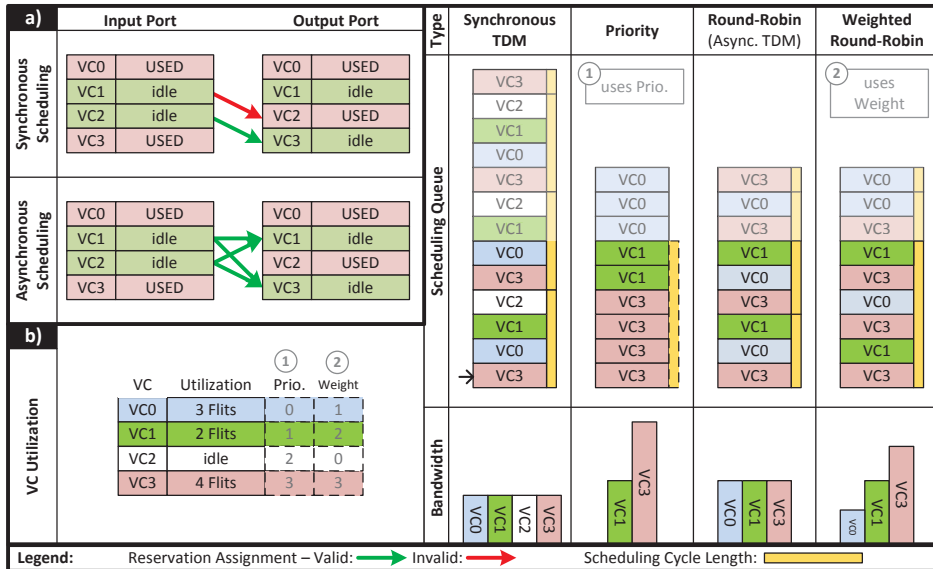 a)
Input Port
Output Port
Synchronous
Scheduling
VC0 USED
VC1 idle
VC2 idle
VC3 USED
VC0 USED
VC1 idle
VC2 USED
VC3 idle
Asynchronous
Scheduling
VC0 USED
VC1 idle
VC2 idle
VC3 USED
VC0 USED
VC1 idle
VC2 USED
VC3 idle
b)
VC Utilization
1
2
VC Utilization Prio. Weight
VC0 3 Flits 0 1
VC1 2 Flits 1 2
VC2 idle 2 0
VC3 4 Flits 3 3
Type
Synchronous
TDM
Priority
Round-Robin
(Async. TDM)
Weighted
Round-Robin
Scheduling Queue
VC3
VC2
VC1
VC0
VC3
VC2
VC1
VC0
VC3
VC2
VC1
VC0
VC3
1
uses Prio.
VC0
VC0
VC0
VC1
VC1
VC3
VC3
VC3
VC3
VC3
VC0
VC3
VC1
VC0
VC3
VC1
VC0
VC3
2
uses
Weight
VC0
VC0
VC3
VC1
VC3
VC0
VC3
VC1
VC3
Bandwidth
VC0
VC1
VC2
VC3
VC1
VC3
VC0
VC1
VC3
VC0
VC1
VC3
Legend: Reservation Assignment – Valid: Invalid: Scheduling Cycle Length: